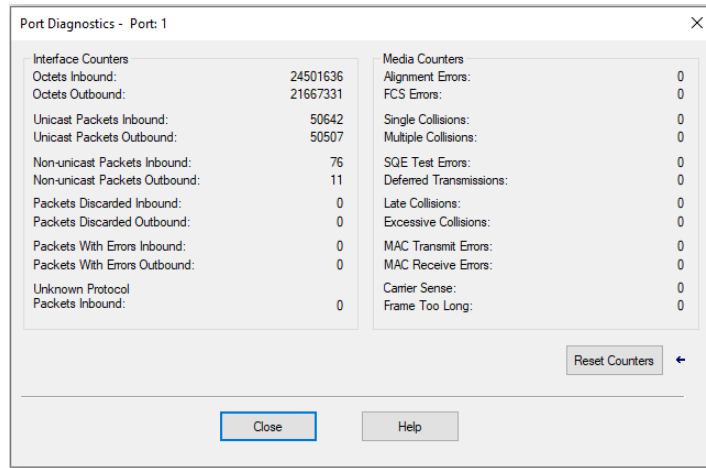 Port Diagnostics - Port: 1
Interface Counters
Octets Inbound: 24501636
Octets Outbound: 21667331
Unicast Packets Inbound: 50642
Unicast Packets Outbound: 50507
Non-unicast Packets Inbound: 76
Non-unicast Packets Outbound: 11
Packets Discarded Inbound: 0
Packets Discarded Outbound: 0
Packets With Errors Inbound: 0
Packets With Errors Outbound: 0
Unknown Protocol
Packets Inbound: 0
Media Counters
Alignment Errors: 0
FCS Errors: 0
Single Collisions: 0
Multiple Collisions: 0
SQE Test Errors: 0
Deferred Transmissions: 0
Late Collisions: 0
Excessive Collisions: 0
MAC Transmit Errors: 0
MAC Receive Errors: 0
Carrier Sense: 0
Frame Too Long: 0
Reset Counters
Close
Help